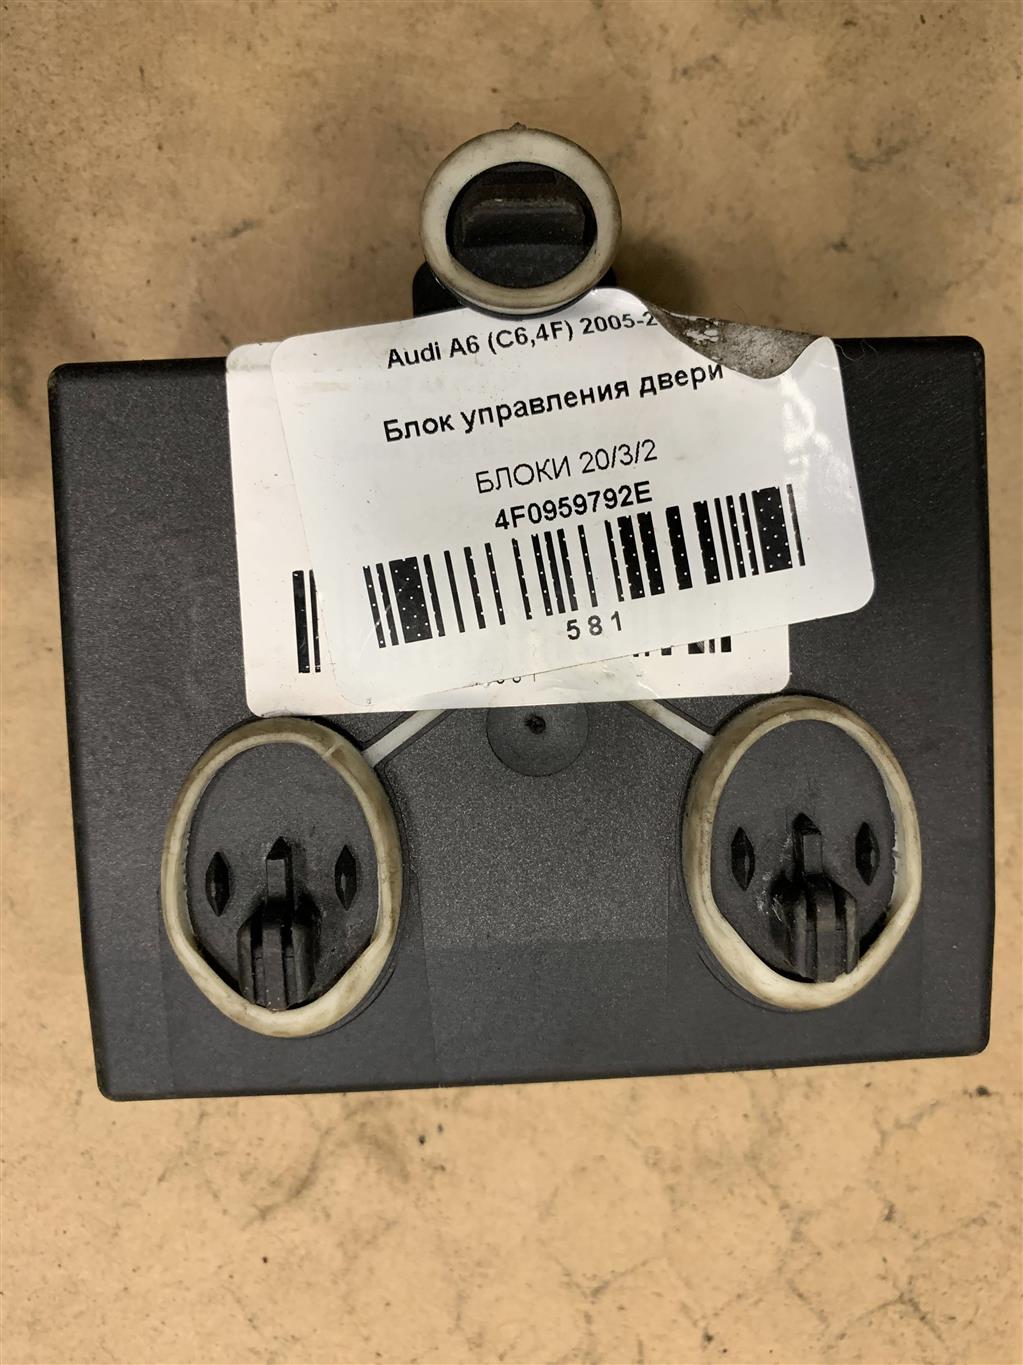 Audi A6 (C6,4F) 2005-2
Блок управления двери
БЛОКИ 20/3/2
4F0959792E
581